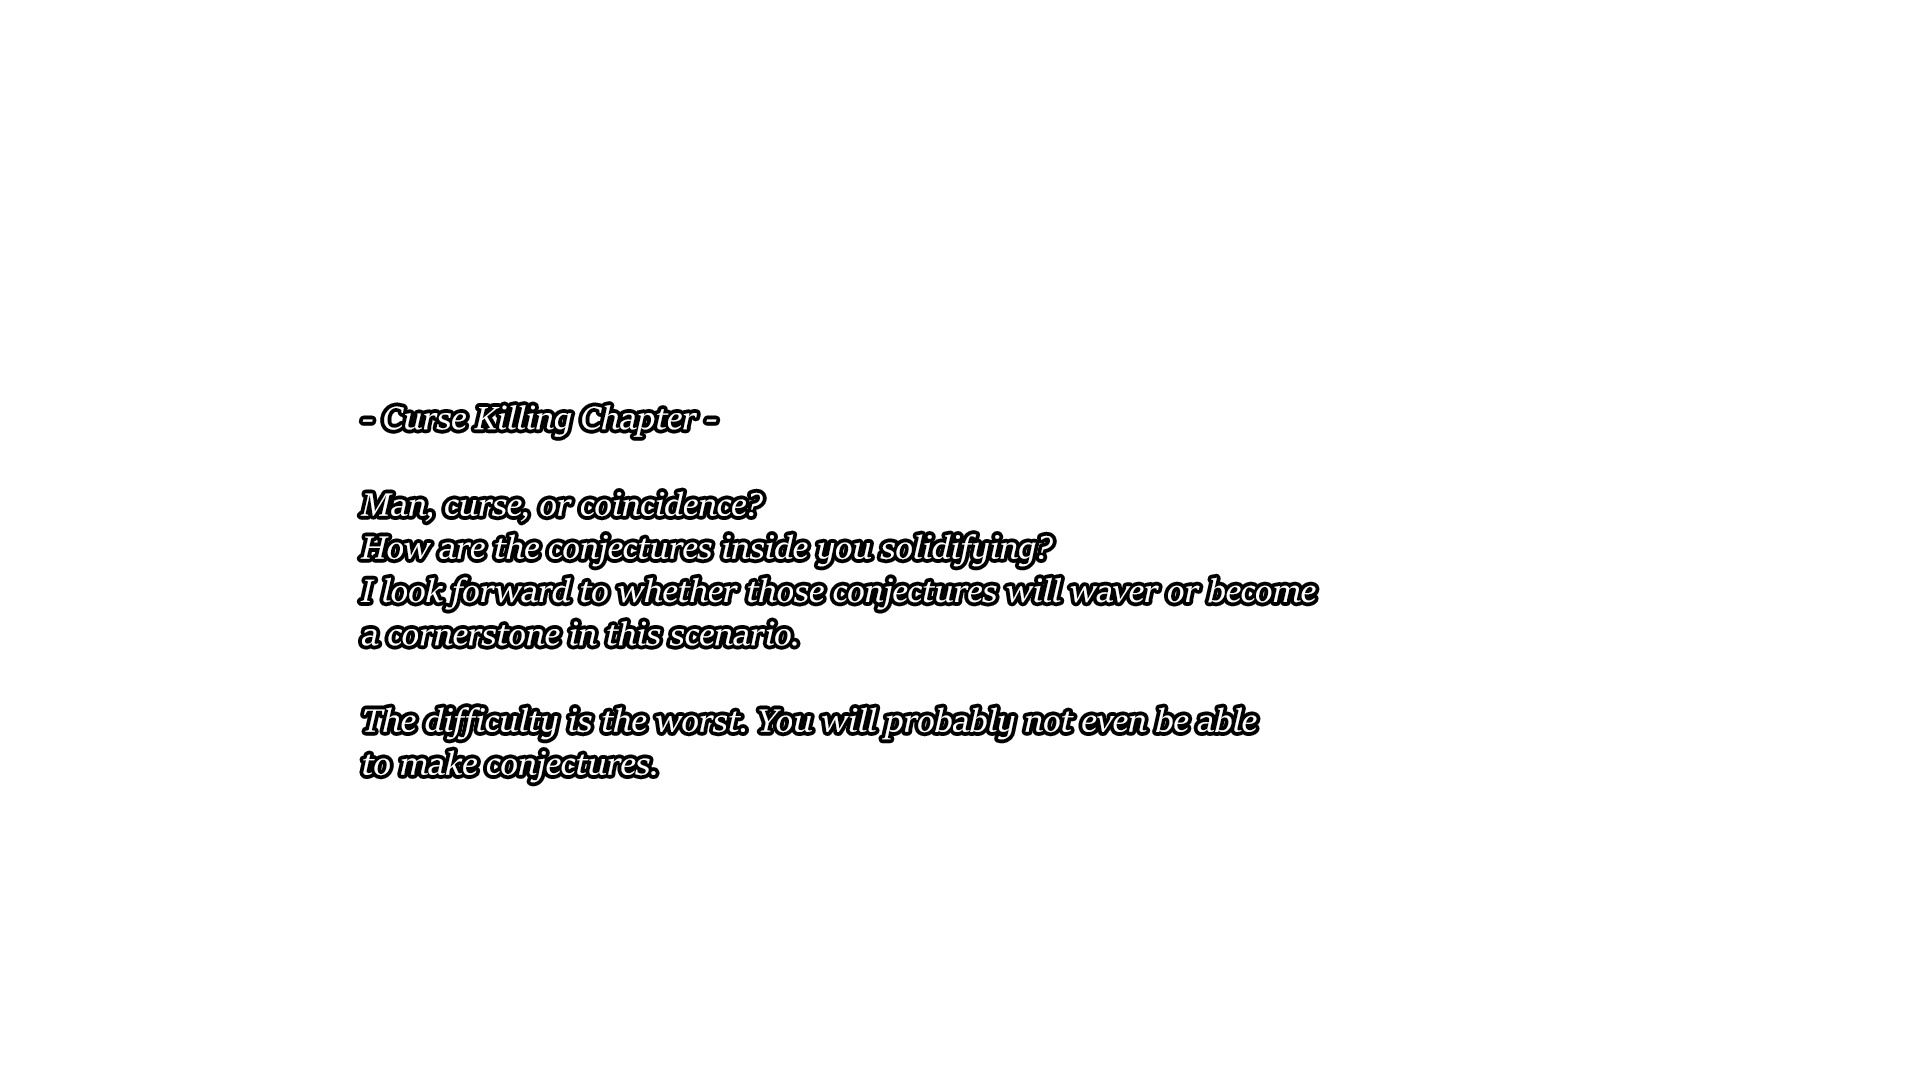 - Curse Killing Chapter -
Man, curse, or coincidence?
How are the conjectures inside you solidifying?
I look forward to whether those conjectures will waver or become
a cornerstone in this scenario.
The difficulty is the worst. You will probably not even be able
to make conjectures.